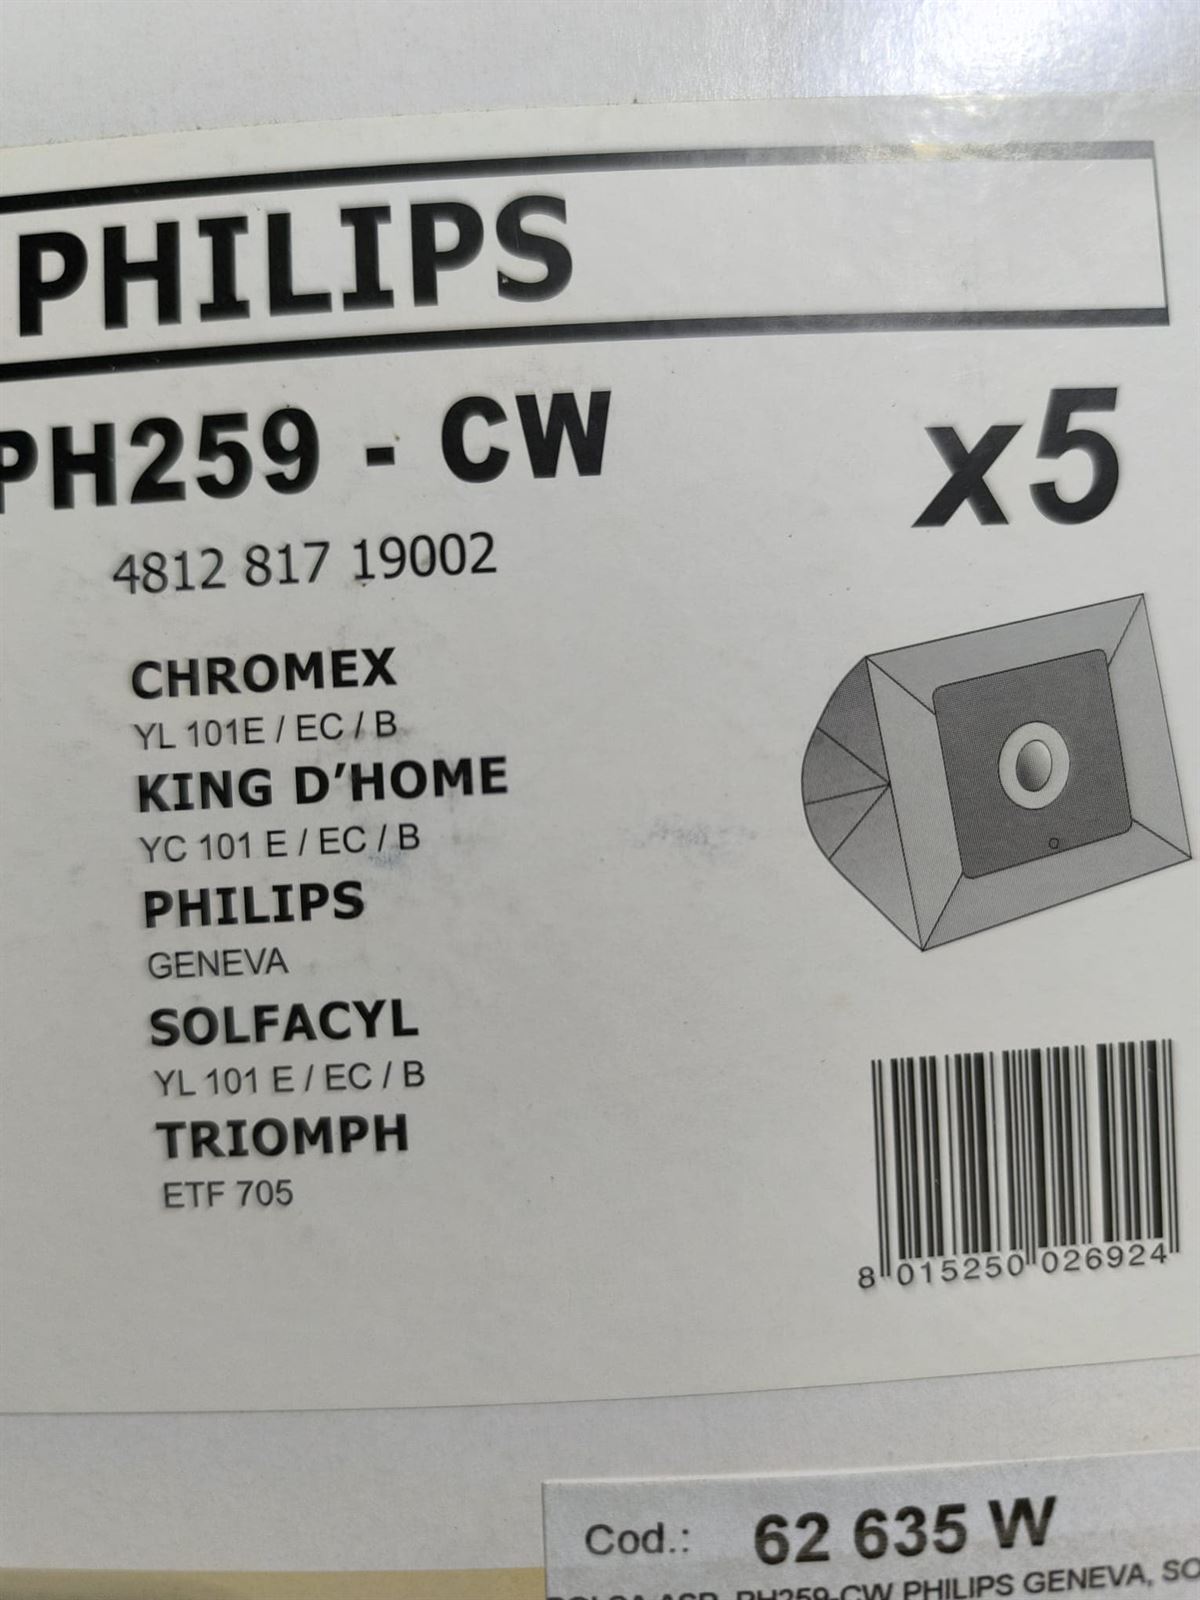 PHILIPS
PH259 - CW
x5
4812 817 19002
CHROMEX
YL 101E / EC / B
KING D'HOME
YC 101 E / EC / B
PHILIPS
GENEVA
SOLFACYL
YL 101 E / EC / B
TRIOMPH
ETF 705
8 015250 026924
Cod.: 62 635 W
PH259-CW PHILIPS GENEVA, SO